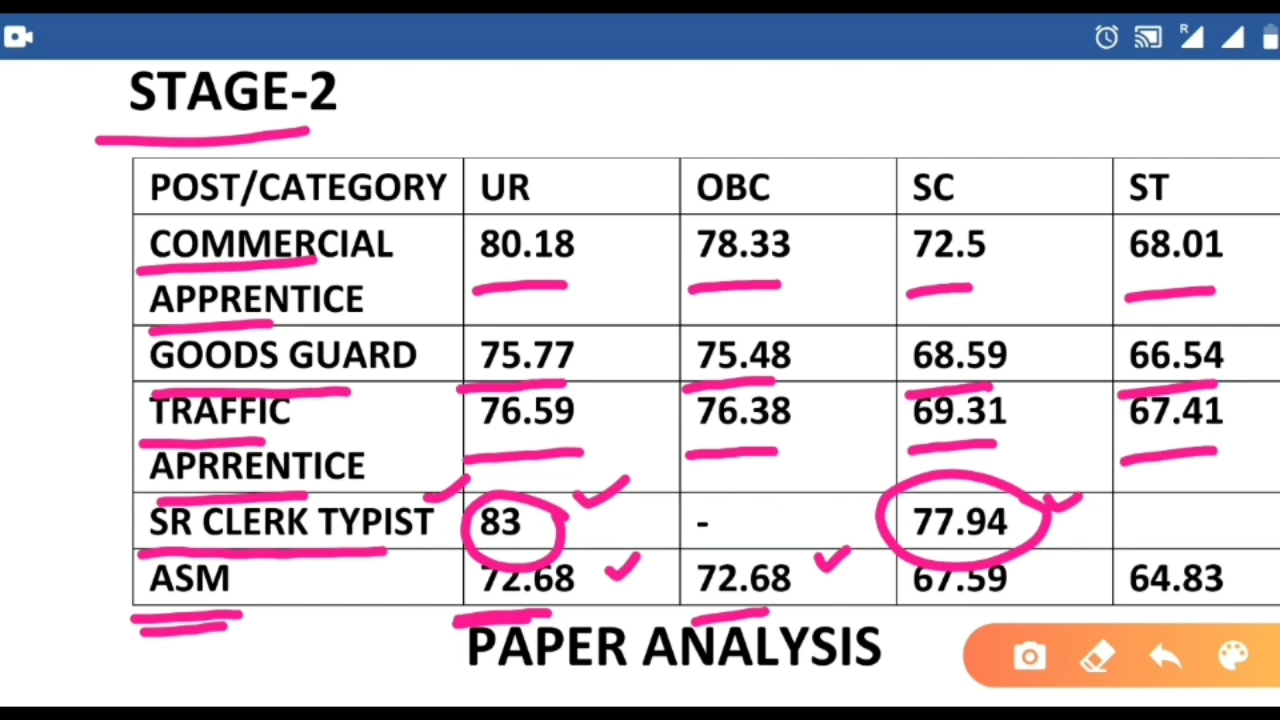 STAGE-2
POST/CATEGORY UR OBC SC ST
COMMERCIAL 80.18 78.33 72.5 68.01
APPRENTICE
GOODS GUARD 75.77 75.48 68.59 66.54
TRAFFIC 76.59 76.38 69.31 67.41
APRRENTICE
SR CLERK TYPIST 83 - 77.94
ASM 72.68 72.68 67.59 64.83
PAPER ANALYSIS
R